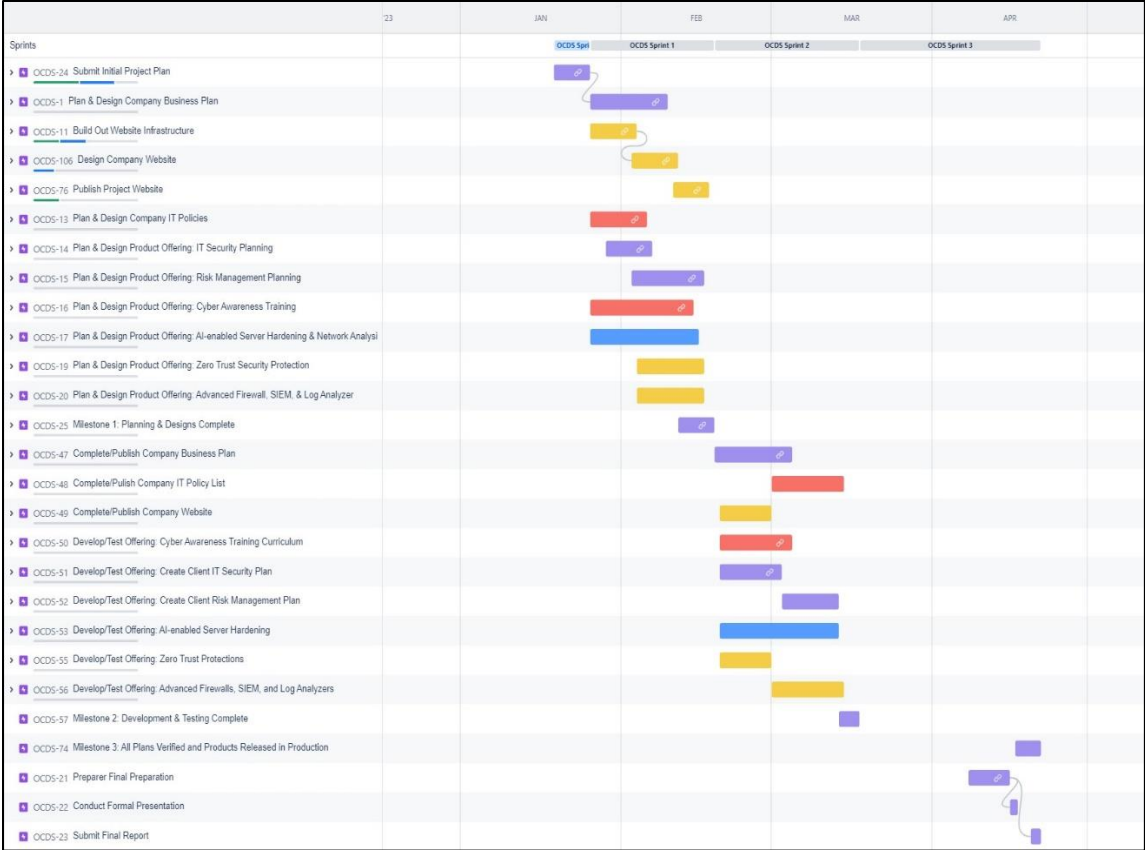 '23 JAN FEB MAR APR
Sprints OCDS Spri OCDS Sprint 1 OCDS Sprint 2 OCDS Sprint 3
OCDS-24 Submit Initial Project Plan
OCDS-1 Plan & Design Company Business Plan
OCDS-11 Build Out Website Infrastructure
OCDS-106 Design Company Website
OCDS-76 Publish Project Website
OCDS-13 Plan & Design Company IT Policies
OCDS-14 Plan & Design Product Offering: IT Security Planning
OCDS-15 Plan & Design Product Offering: Risk Management Planning
OCDS-16 Plan & Design Product Offering: Cyber Awareness Training
OCDS-17 Plan & Design Product Offering: AI-enabled Server Hardening & Network Analysi
OCDS-19 Plan & Design Product Offering: Zero Trust Security Protection
OCDS-20 Plan & Design Product Offering: Advanced Firewall, SIEM, & Log Analyzer
OCDS-25 Milestone 1: Planning & Designs Complete
OCDS-47 Complete/Publish Company Business Plan
OCDS-48 Complete/Pulish Company IT Policy List
OCDS-49 Complete/Publish Company Website
OCDS-50 Develop/Test Offering: Cyber Awareness Training Curriculum
OCDS-51 Develop/Test Offering: Create Client IT Security Plan
OCDS-52 Develop/Test Offering: Create Client Risk Management Plan
OCDS-53 Develop/Test Offering: AI-enabled Server Hardening
OCDS-55 Develop/Test Offering: Zero Trust Protections
OCDS-56 Develop/Test Offering: Advanced Firewalls, SIEM, and Log Analyzers
OCDS-57 Milestone 2: Development & Testing Complete
OCDS-74 Milestone 3: All Plans Verified and Products Released in Production
OCDS-21 Preparer Final Preparation
OCDS-22 Conduct Formal Presentation
OCDS-23 Submit Final Report